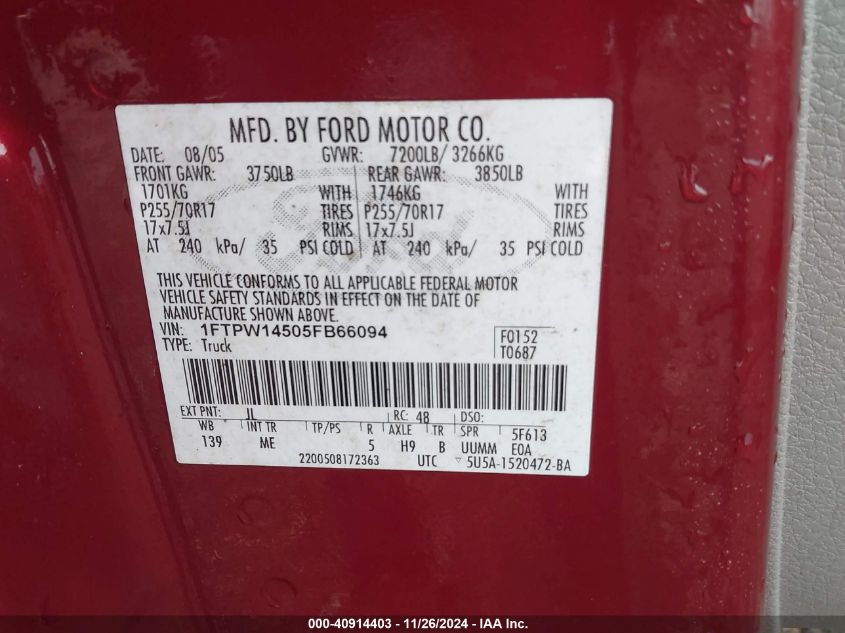 MFD. BY FORD MOTOR CO.
DATE: 08/05 GVWR: 7200LB/ 3266KG
FRONT GAWR: 3750LB REAR GAWR: 3850LB
1701KG WITH 1746KG WITH
P255/70R17 TIRES P255/70R17 TIRES
17x7.5J RIMS 17x7.5J RIMS
AT 240 kPa/ 35 PSI COLD AT 240 kPa/ 35 PSI COLD
THIS VEHICLE CONFORMS TO ALL APPLICABLE FEDERAL MOTOR
VEHICLE SAFETY STANDARDS IN EFFECT ON THE DATE OF
MANUFACTURE SHOWN ABOVE.
VIN: 1FTPW14505FB66094
TYPE: Truck
F0152
T0687
EXT PNT: JL RC: 48 DSO:
WB INT TR TP/PS R AXLE TR SPR 5F613
139 ME 5 H9 B UUMM E0A
2200508172363 UTC 5U5A-1520472-BA
000-40914403 - 11/26/2024 - IAA Inc.